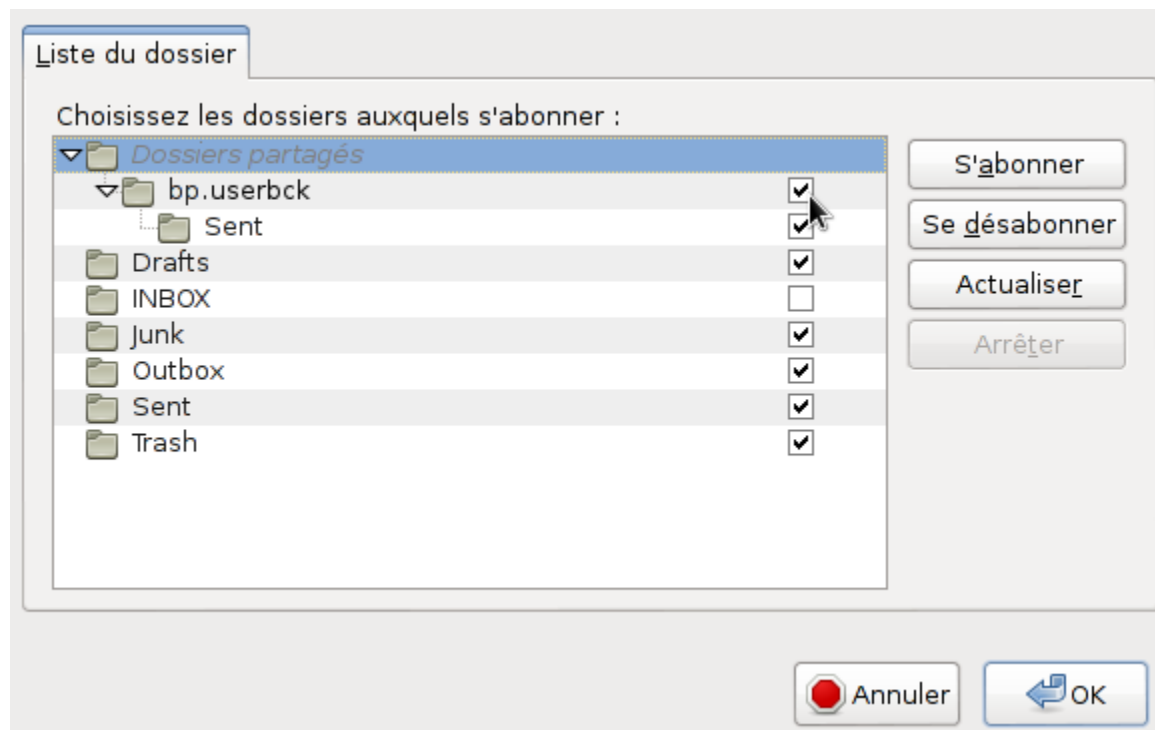 Liste du dossier
Choisissez les dossiers auxquels s'abonner :
Dossiers partagés
bp.userbck
Sent
Drafts
INBOX
Junk
Outbox
Sent
Trash
S'abonner
Se désabonner
Actualiser
Arrêter
Annuler
OK